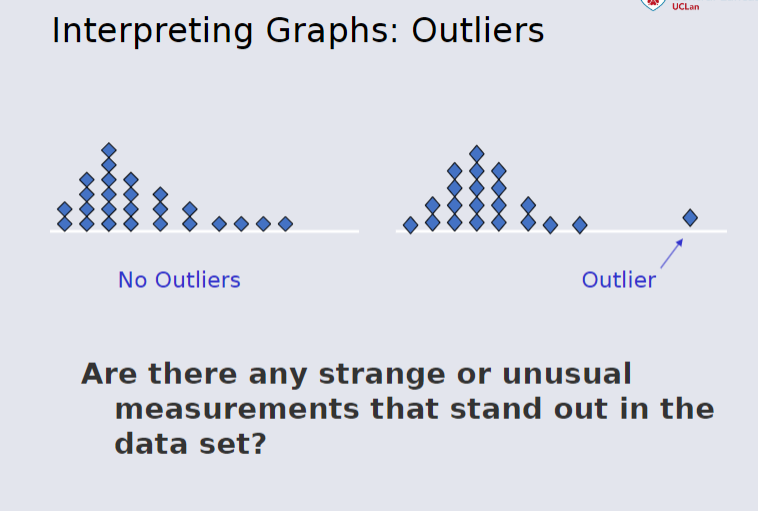 UCLan
Interpreting Graphs: Outliers
No Outliers
Outlier
Are there any strange or unusual
measurements that stand out in the
data set?